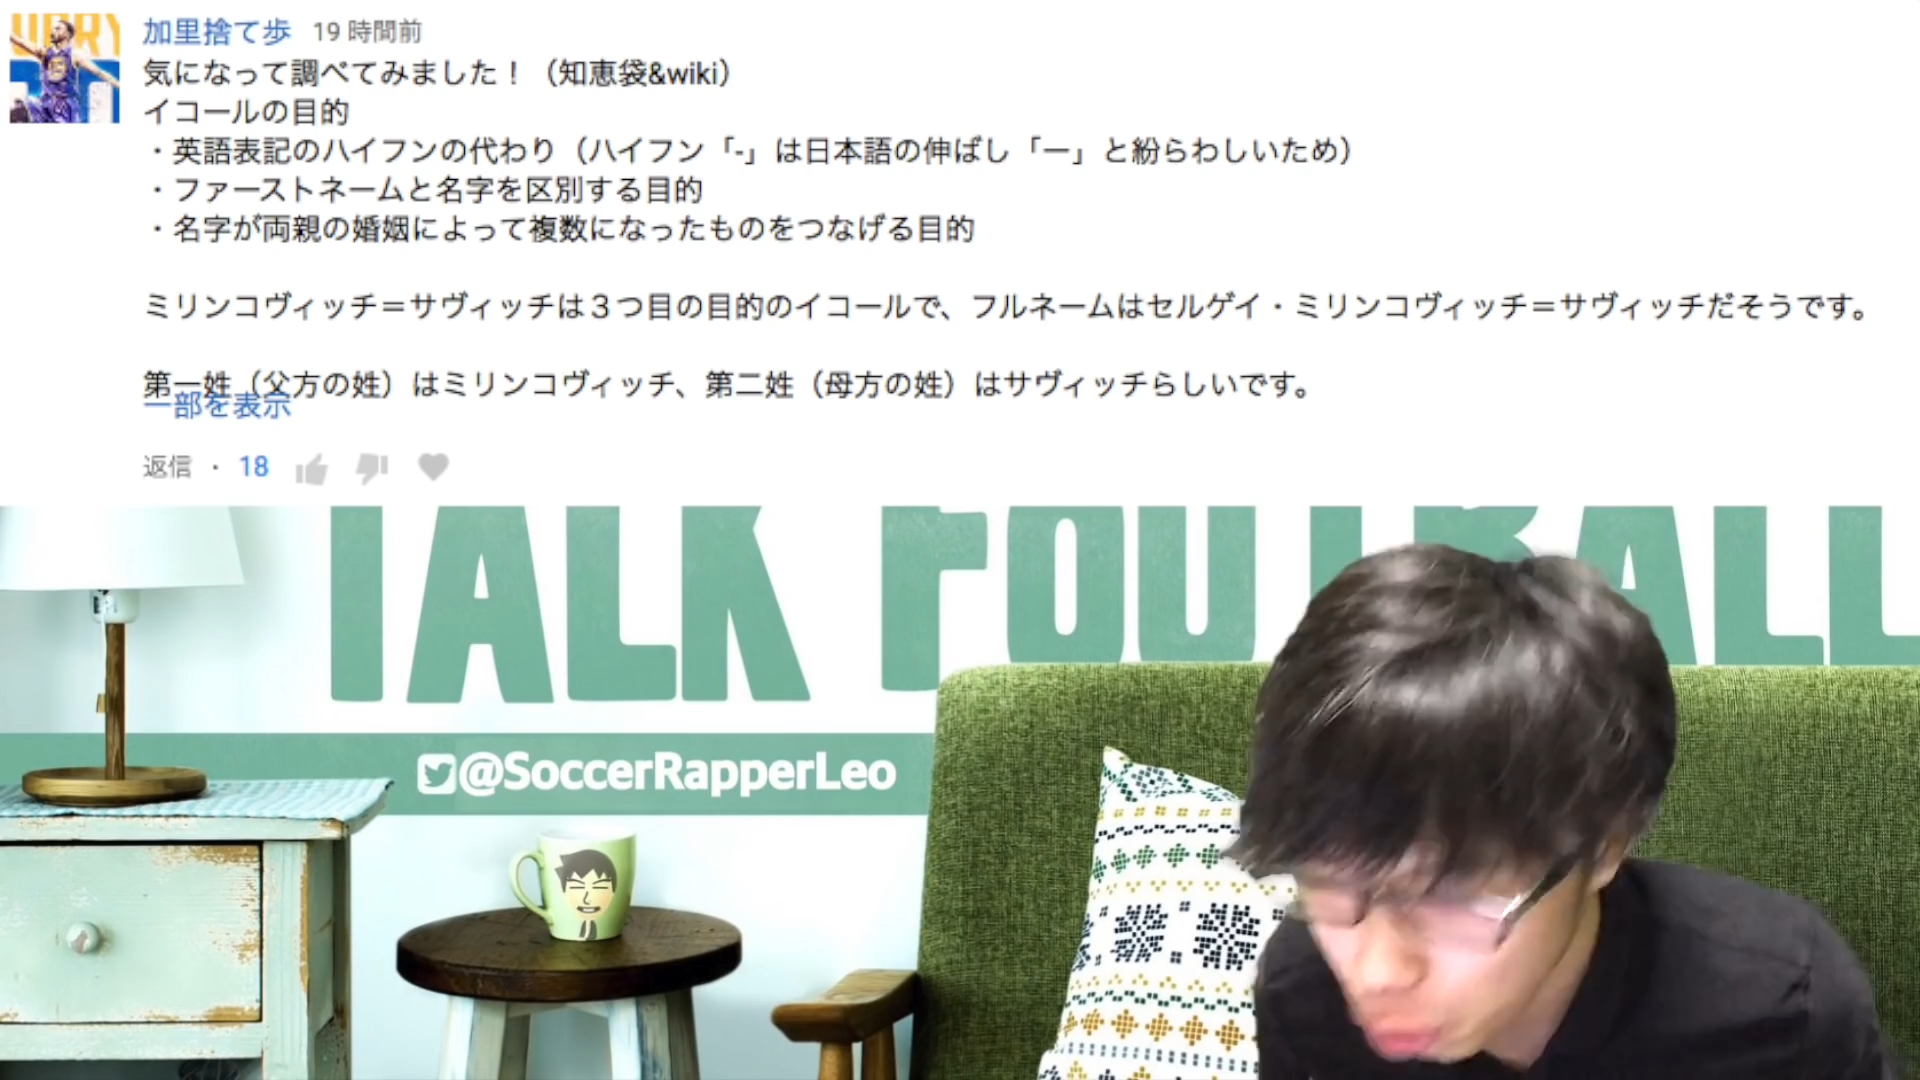 加里捨て歩 19 時間前
気になって調べてみました！（知恵袋&wiki）
イコールの目的
・英語表記のハイフンの代わり（ハイフン「-」は日本語の伸ばし「ー」と紛らわしいため）
・ファーストネームと名字を区別する目的
・名字が両親の婚姻によって複数になったものをつなげる目的
ミリンコヴィッチ＝サヴィッチは３つ目の目的のイコールで、フルネームはセルゲイ・ミリンコヴィッチ＝サヴィッチだそうです。
第一姓（父方の姓）はミリンコヴィッチ、第二姓（母方の姓）はサヴィッチらしいです。
一部を表示
返信 · 18
TALK FOOTBALL
@SoccerRapperLeo